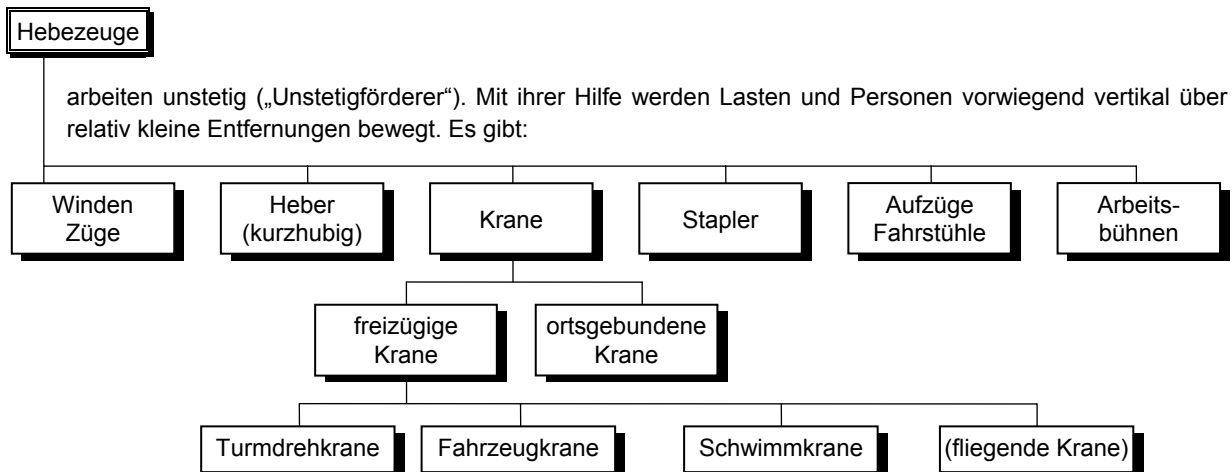 Hebezeuge
arbeiten unstetig („Unstetigförderer“). Mit ihrer Hilfe werden Lasten und Personen vorwiegend vertikal über
relativ kleine Entfernungen bewegt. Es gibt:
Winden
Züge
Heber
(kurzhubig)
Krane
Stapler
Aufzüge
Fahrstühle
Arbeits-
bühnen
freizügige
Krane
ortsgebundene
Krane
Turmdrehkrane
Fahrzeugkrane
Schwimmkrane
(fliegende Krane)